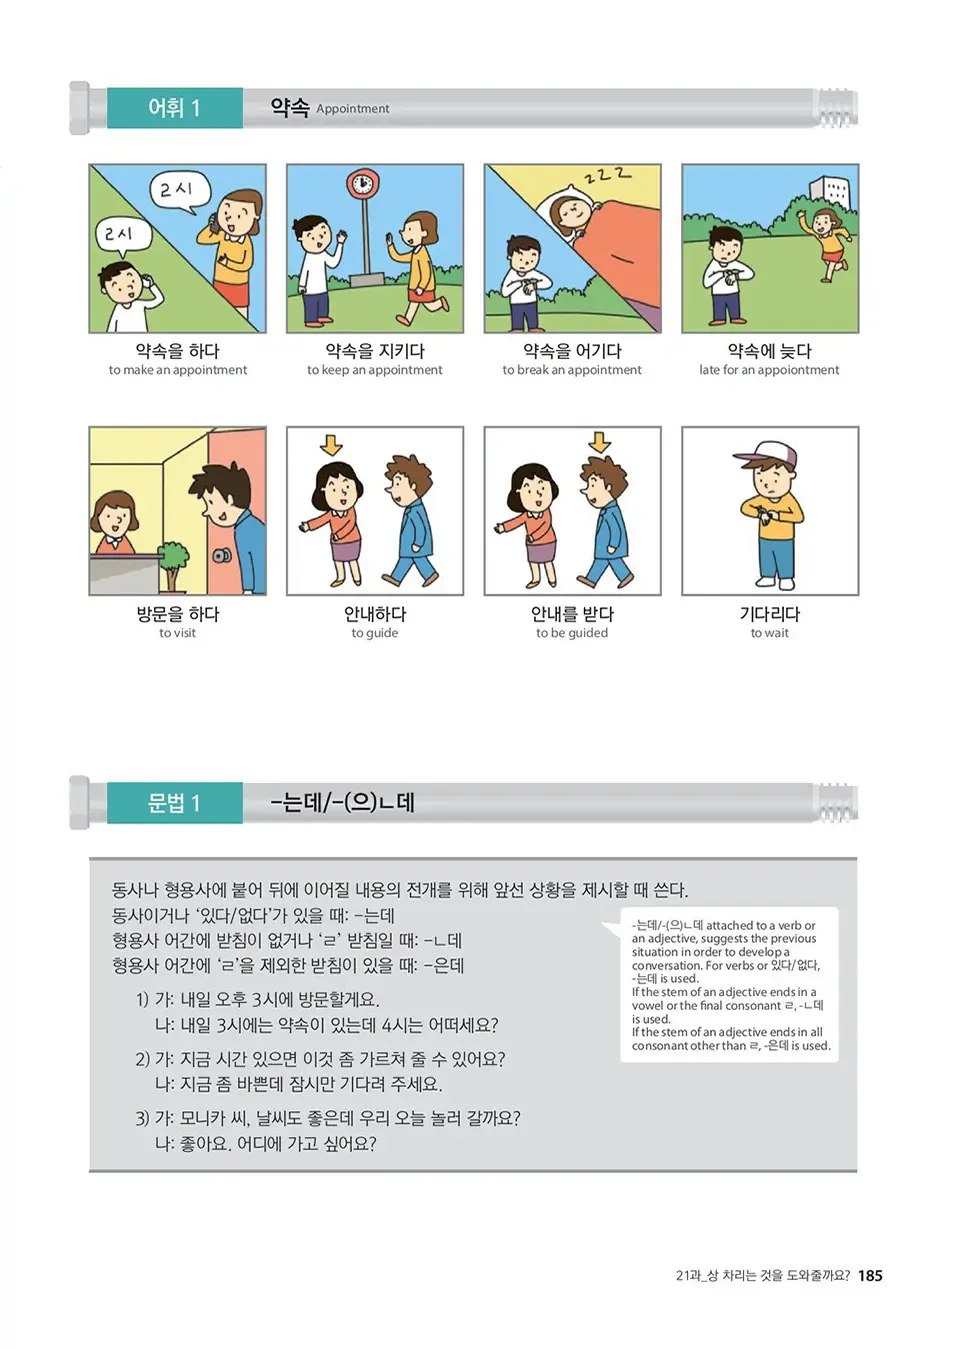 어휘 1 약속 Appointment
2시
2시
zzz
약속을 하다
to make an appointment
약속을 지키다
to keep an appointment
약속을 어기다
to break an appointment
약속에 늦다
late for an appoiontment
방문을 하다
to visit
안내하다
to guide
안내를 받다
to be guided
기다리다
to wait
문법 1 -는데/-(으)ㄴ데
동사나 형용사에 붙어 뒤에 이어질 내용의 전개를 위해 앞선 상황을 제시할 때 쓴다.
동사이거나 ‘있다/없다’가 있을 때: -는데
형용사 어간에 받침이 없거나 ‘ㄹ’ 받침일 때: -ㄴ데
형용사 어간에 ‘ㄹ’을 제외한 받침이 있을 때: -은데
1) 가: 내일 오후 3시에 방문할게요.
나: 내일 3시에는 약속이 있는데 4시는 어떠세요?
2) 가: 지금 시간 있으면 이것 좀 가르쳐 줄 수 있어요?
나: 지금 좀 바쁜데 잠시만 기다려 주세요.
3) 가: 모니카 씨, 날씨도 좋은데 우리 오늘 놀러 갈까요?
나: 좋아요. 어디에 가고 싶어요?
-는데/-(으)ㄴ데 attached to a verb or
an adjective, suggests the previous
situation in order to develop a
conversation. For verbs or 있다/없다,
-는데 is used.
If the stem of an adjective ends in a
vowel or the final consonant ㄹ, -ㄴ데
is used.
If the stem of an adjective ends in all
consonant other than ㄹ, -은데 is used.
21과_상 차리는 것을 도와줄까요? 185